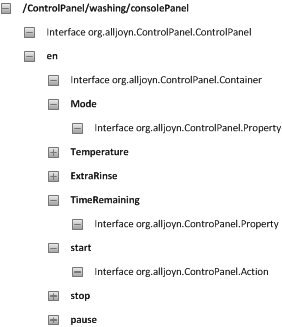 /ControlPanel/washing/consolePanel
Interface org.alljoyn.ControlPanel.ControlPanel
en
Interface org.alljoyn.ControlPanel.Container
Mode
Interface org.alljoyn.ControlPanel.Property
Temperature
ExtraRinse
TimeRemaining
Interface org.alljoyn.ControPanel.Property
start
Interface org.alljoyn.ControPanel.Action
stop
pause